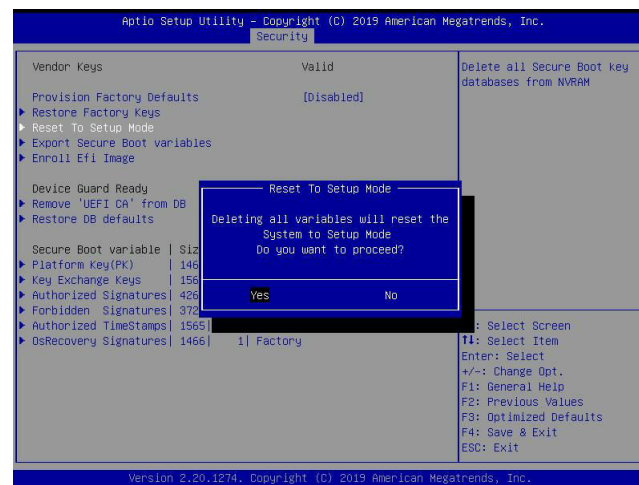 Aptio Setup Utility – Copyright (C) 2019 American Megatrends, Inc.
Security
Vendor Keys Valid
Provision Factory Defaults [Disabled]
Restore Factory Keys
Reset To Setup Mode
Export Secure Boot variables
Enroll Efi Image
Device Guard Ready
Remove 'UEFI CA' from DB
Restore DB defaults
Secure Boot variable | Siz
Platform Key(PK) | 146
Key Exchange Keys | 156
Authorized Signatures| 426
Forbidden Signatures| 372
Authorized TimeStamps| 1565|
OsRecovery Signatures| 1466| 1| Factory
Reset To Setup Mode
Deleting all variables will reset the
System to Setup Mode
Do you want to proceed?
Yes No
Delete all Secure Boot key
databases from NVRAM
: Select Screen
↑↓: Select Item
Enter: Select
+/-: Change Opt.
F1: General Help
F2: Previous Values
F3: Optimized Defaults
F4: Save & Exit
ESC: Exit
Version 2.20.1274. Copyright (C) 2019 American Megatrends, Inc.